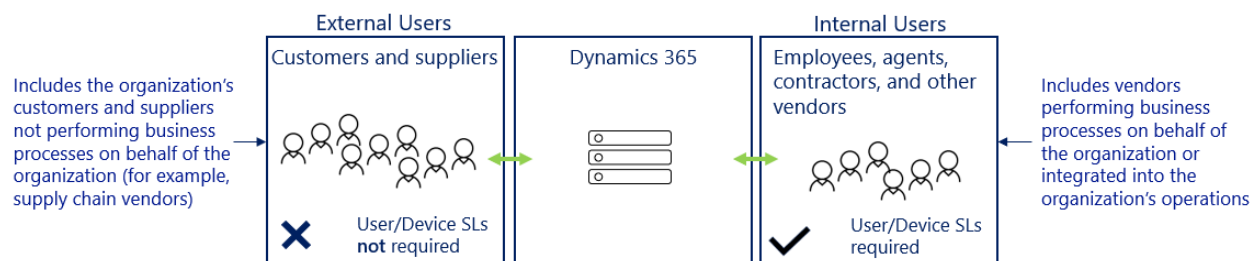 External Users
Internal Users
Includes the organization's
customers and suppliers
not performing business
processes on behalf of the
organization (for example,
supply chain vendors)
Customers and suppliers
User/Device SLs
not required
Dynamics 365
Employees, agents,
contractors, and other
vendors
User/Device SLs
required
Includes vendors
performing business
processes on behalf of
the organization or
integrated into the
organization's operations